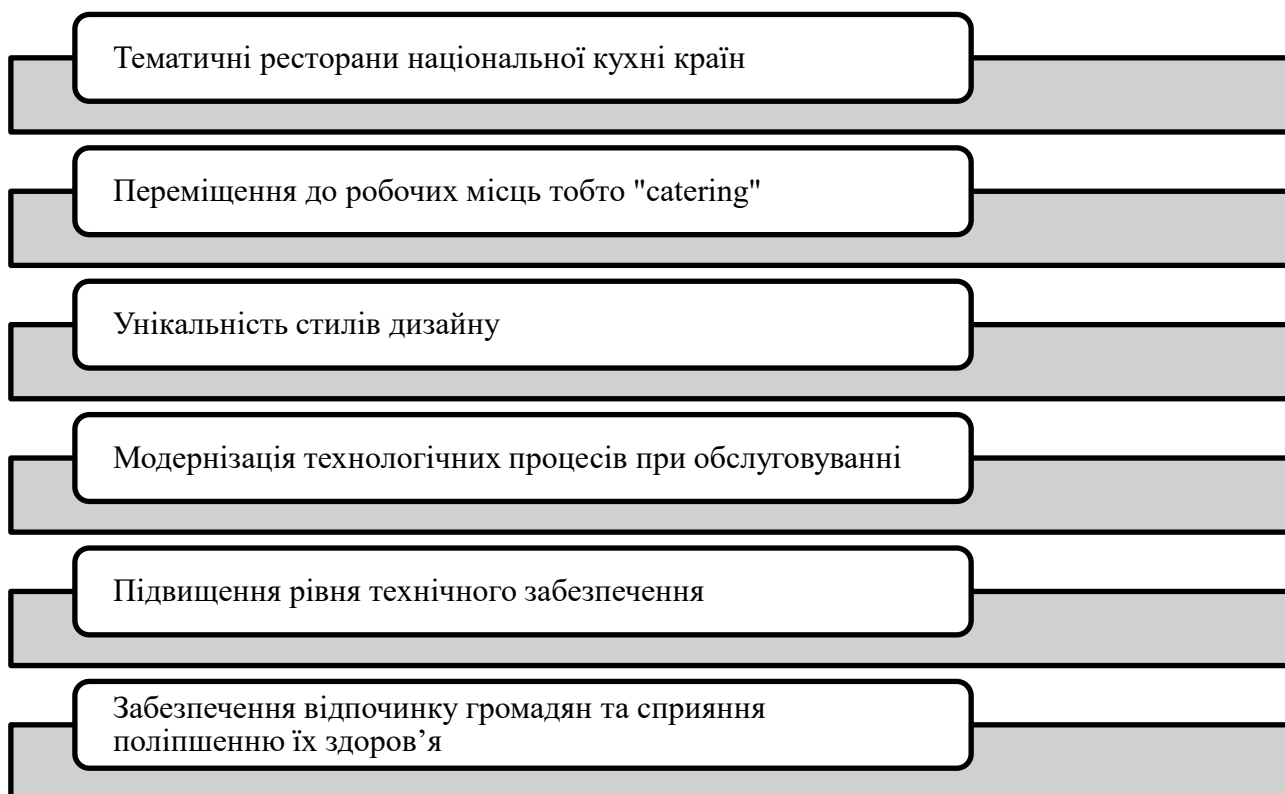 Тематичні ресторани національної кухні країн
Переміщення до робочих місць тобто "catering"
Унікальність стилів дизайну
Модернізація технологічних процесів при обслуговуванні
Підвищення рівня технічного забезпечення
Забезпечення відпочинку громадян та сприяння
поліпшенню їх здоров’я